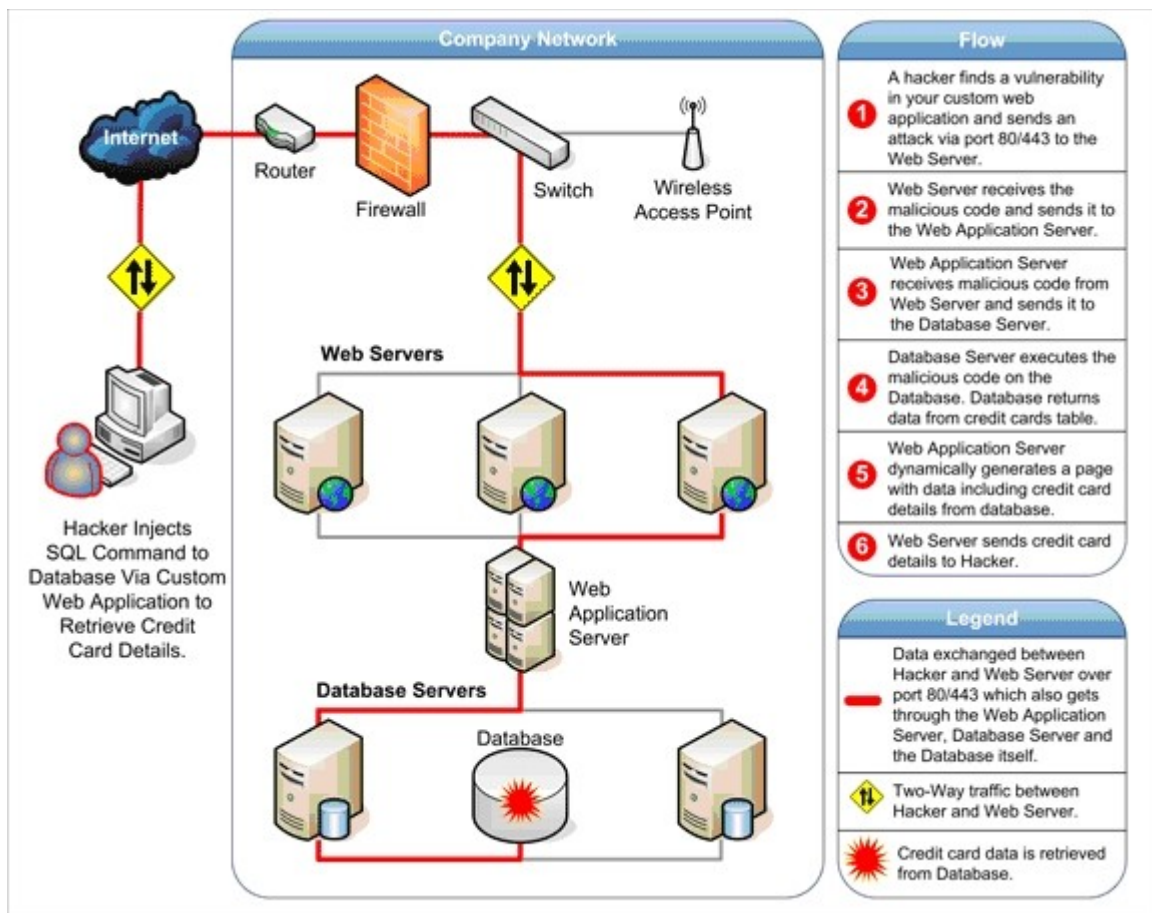 Company Network
Internet
Router
Firewall
Switch
Wireless
Access Point
Web Servers
Hacker Injects
SQL Command to
Database Via Custom
Web Application to
Retrieve Credit
Card Details.
Web
Application
Server
Database Servers
Database
Flow
1
A hacker finds a vulnerability
in your custom web
application and sends an
attack via port 80/443 to the
Web Server.
2
Web Server receives the
malicious code and sends it to
the Web Application Server.
3
Web Application Server
receives malicious code from
Web Server and sends it to
the Database Server.
4
Database Server executes the
malicious code on the
Database. Database returns
data from credit cards table.
5
Web Application Server
dynamically generates a page
with data including credit card
details from database.
6
Web Server sends credit card
details to Hacker.
Legend
Data exchanged between
Hacker and Web Server over
port 80/443 which also gets
through the Web Application
Server, Database Server and
the Database itself.
Two-Way traffic between
Hacker and Web Server.
Credit card data is retrieved
from Database.